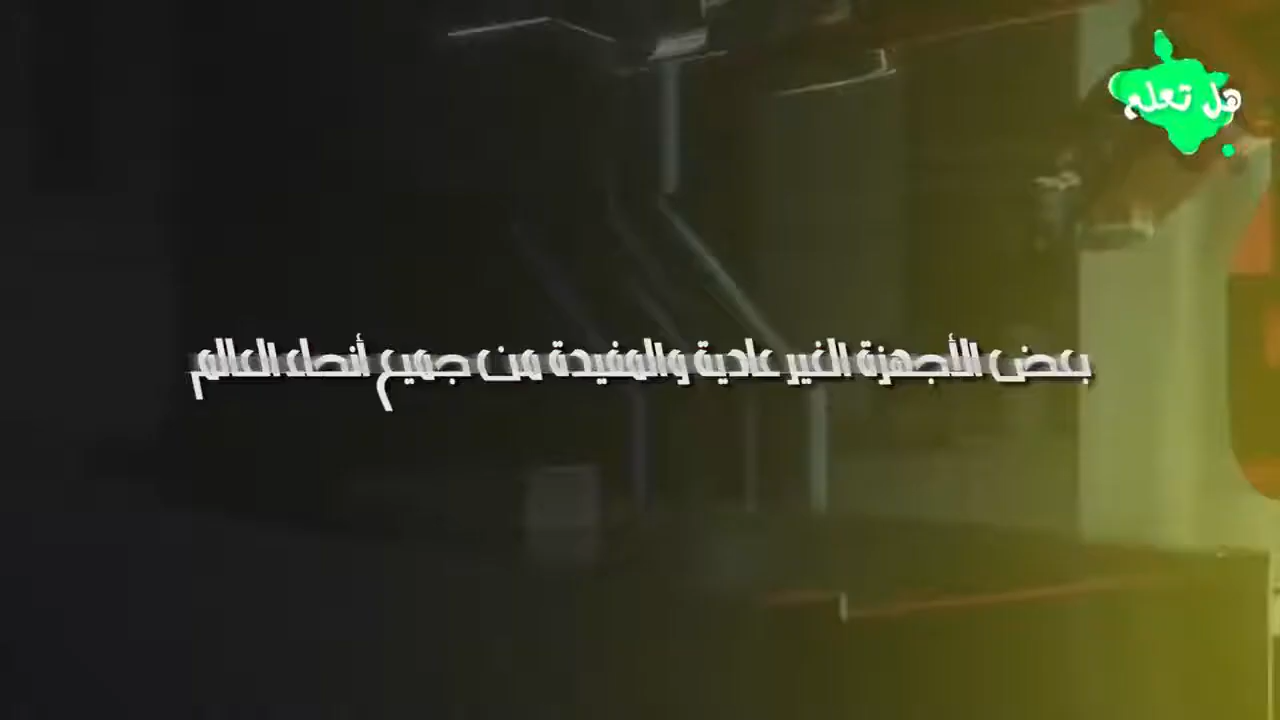 هل تعلم
بعض الأجهزة الغير عادية والمفيدة من جميع أنحاء العالم